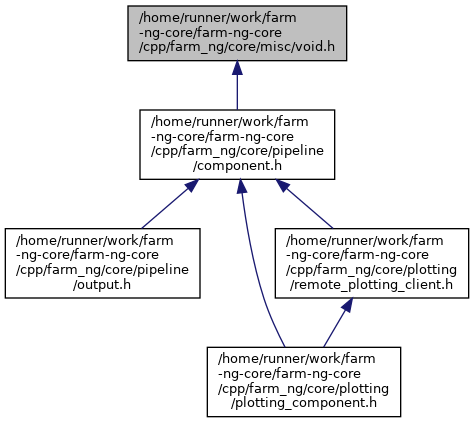 /home/runner/work/farm
-ng-core/farm-ng-core
/cpp/farm_ng/core/misc/void.h
/home/runner/work/farm
-ng-core/farm-ng-core
/cpp/farm_ng/core/pipeline
/component.h
/home/runner/work/farm
-ng-core/farm-ng-core
/cpp/farm_ng/core/pipeline
/output.h
/home/runner/work/farm
-ng-core/farm-ng-core
/cpp/farm_ng/core/plotting
/remote_plotting_client.h
/home/runner/work/farm
-ng-core/farm-ng-core
/cpp/farm_ng/core/plotting
/plotting_component.h